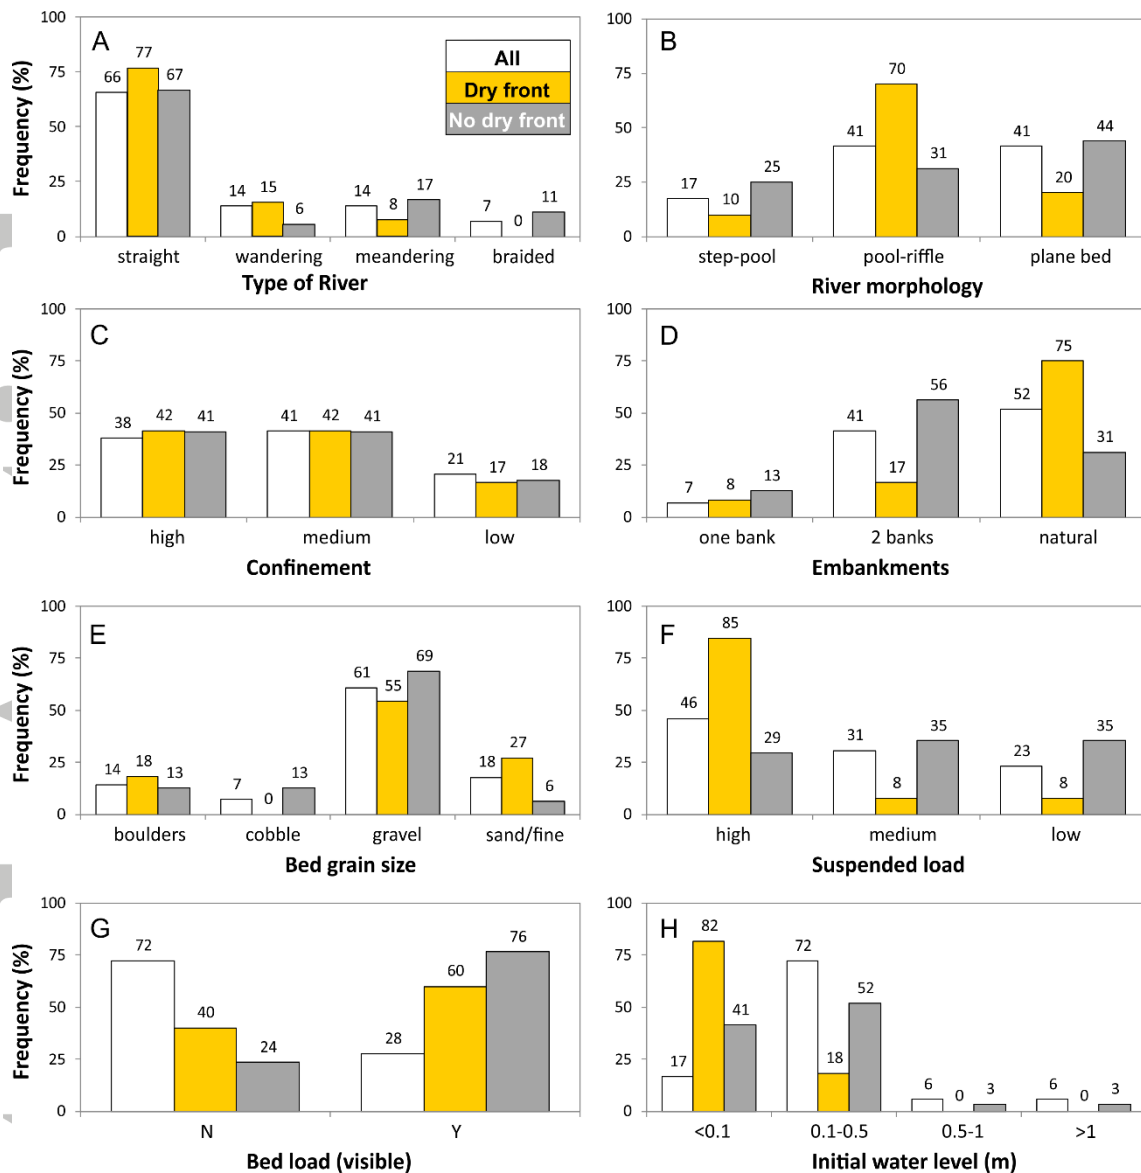 A
Frequency (%)
100
75
50
25
0
66 77 67
14 15 6
14 8 17
7 0 11
straight wandering meandering braided
Type of River
All
Dry front
No dry front
B
100
75
50
25
0
17 10 25
41 70 31
41 20 44
step-pool pool-riffle plane bed
River morphology
C
Frequency (%)
100
75
50
25
0
38 42 41
41 42 41
21 17 18
high medium low
Confinement
D
100
75
50
25
0
7 8 13
41 17 56
52 75 31
one bank 2 banks natural
Embankments
E
Frequency (%)
100
75
50
25
0
14 18 13
7 0 13
61 55 69
18 27 6
boulders cobble gravel sand/fine
Bed grain size
F
100
75
50
25
0
46 85 29
31 8 35
23 8 35
high medium low
Suspended load
G
Frequency (%)
100
75
50
25
0
72 40 24
28 60 76
N Y
Bed load (visible)
H
100
75
50
25
0
17 82 41
72 18 52
6 0 3
6 0 3
<0.1 0.1-0.5 0.5-1 >1
Initial water level (m)